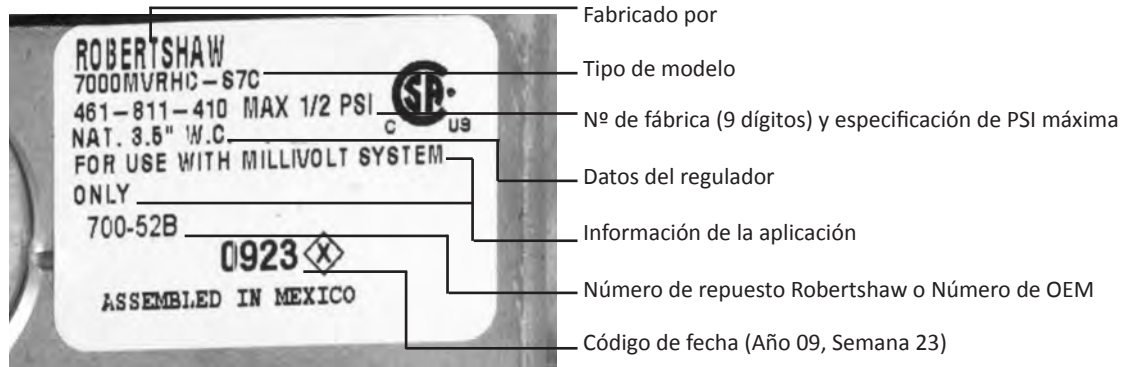 ROBERTSHAW
7000MVRHC-S7C
461-811-410 MAX 1/2 PSI
NAT. 3.5" W.C.
FOR USE WITH MILLIVOLT SYSTEM
ONLY
700-52B
0923 X
ASSEMBLED IN MEXICO
CSA
C US
Fabricado por
Tipo de modelo
Nº de fábrica (9 dígitos) y especificación de PSI máxima
Datos del regulador
Información de la aplicación
Número de repuesto Robertshaw o Número de OEM
Código de fecha (Año 09, Semana 23)